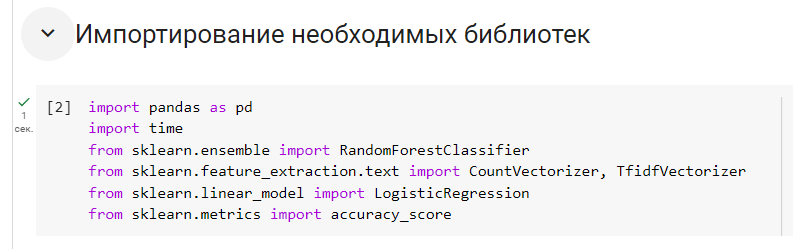 Импортирование необходимых библиотек
[2] import pandas as pd
1 import time
сек. from sklearn.ensemble import RandomForestClassifier
from sklearn.feature_extraction.text import CountVectorizer, TfidfVectorizer
from sklearn.linear_model import LogisticRegression
from sklearn.metrics import accuracy_score